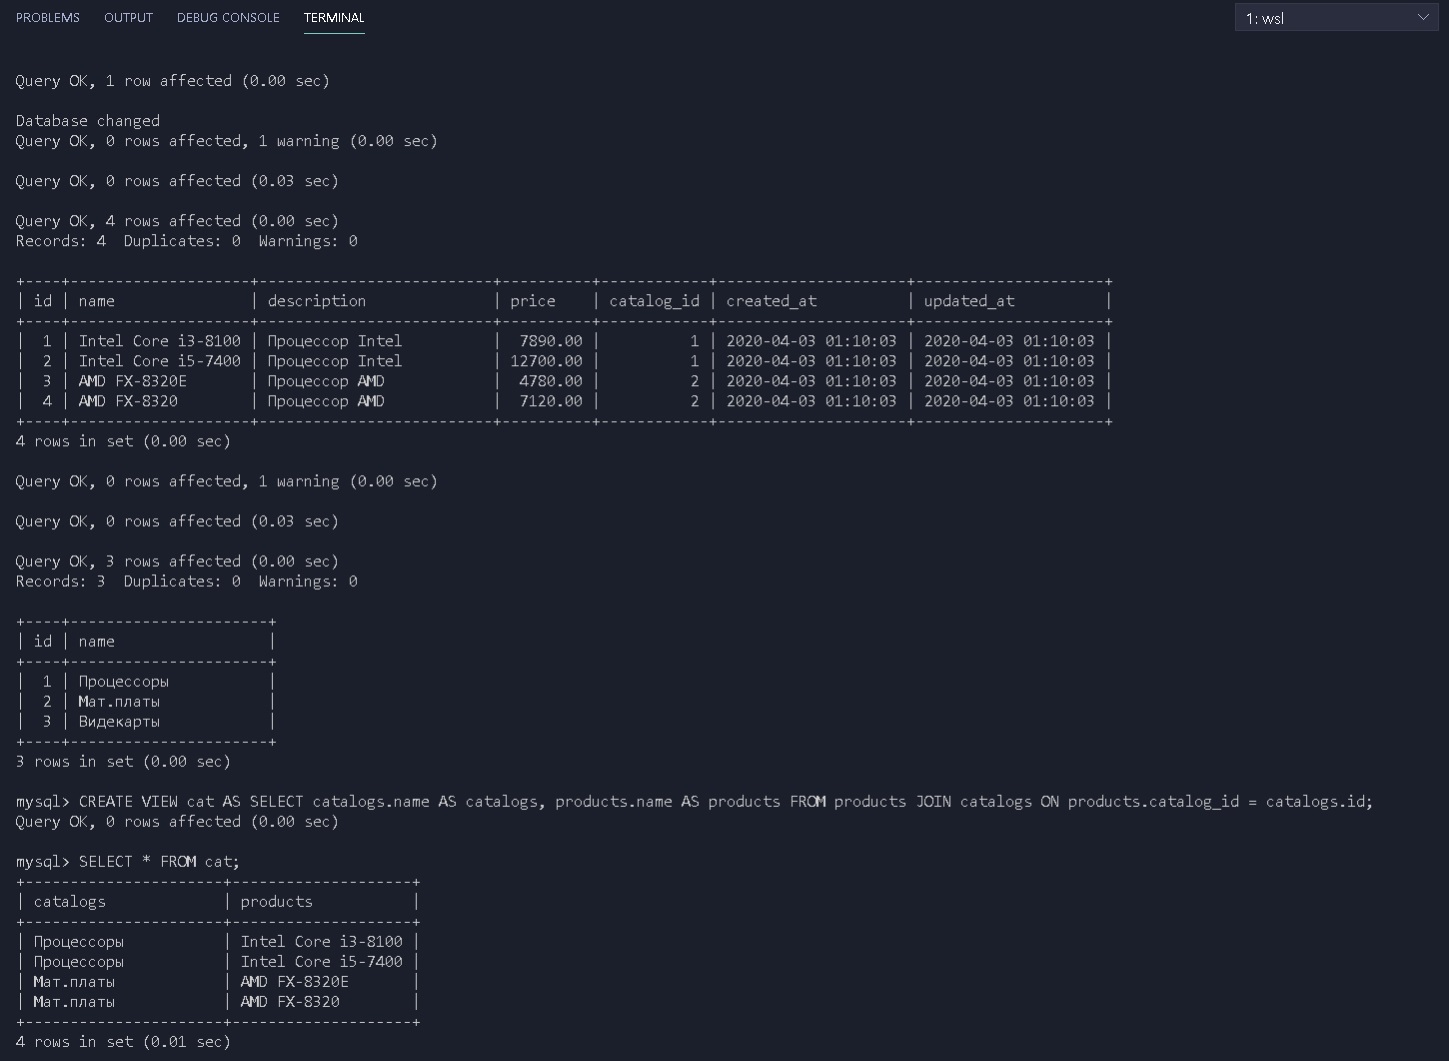 PROBLEMS OUTPUT DEBUG CONSOLE TERMINAL 1: wsl
Query OK, 1 row affected (0.00 sec)
Database changed
Query OK, 0 rows affected, 1 warning (0.00 sec)
Query OK, 0 rows affected (0.03 sec)
Query OK, 4 rows affected (0.00 sec)
Records: 4  Duplicates: 0  Warnings: 0
+----+--------------------+--------------------------+----------+------------+---------------------+---------------------+
| id | name               | description              | price    | catalog_id | created_at          | updated_at          |
+----+--------------------+--------------------------+----------+------------+---------------------+---------------------+
|  1 | Intel Core i3-8100 | Процессор Intel          |  7890.00 |          1 | 2020-04-03 01:10:03 | 2020-04-03 01:10:03 |
|  2 | Intel Core i5-7400 | Процессор Intel          | 12700.00 |          1 | 2020-04-03 01:10:03 | 2020-04-03 01:10:03 |
|  3 | AMD FX-8320E       | Процессор AMD            |  4780.00 |          2 | 2020-04-03 01:10:03 | 2020-04-03 01:10:03 |
|  4 | AMD FX-8320        | Процессор AMD            |  7120.00 |          2 | 2020-04-03 01:10:03 | 2020-04-03 01:10:03 |
+----+--------------------+--------------------------+----------+------------+---------------------+---------------------+
4 rows in set (0.00 sec)
Query OK, 0 rows affected, 1 warning (0.00 sec)
Query OK, 0 rows affected (0.03 sec)
Query OK, 3 rows affected (0.00 sec)
Records: 3  Duplicates: 0  Warnings: 0
+----+----------------------+
| id | name                 |
+----+----------------------+
|  1 | Процессоры           |
|  2 | Мат.платы            |
|  3 | Видекарты            |
+----+----------------------+
3 rows in set (0.00 sec)
mysql> CREATE VIEW cat AS SELECT catalogs.name AS catalogs, products.name AS products FROM products JOIN catalogs ON products.catalog_id = catalogs.id;
Query OK, 0 rows affected (0.00 sec)
mysql> SELECT * FROM cat;
+----------------------+--------------------+
| catalogs             | products           |
+----------------------+--------------------+
| Процессоры           | Intel Core i3-8100 |
| Процессоры           | Intel Core i5-7400 |
| Мат.платы            | AMD FX-8320E       |
| Мат.платы            | AMD FX-8320        |
+----------------------+--------------------+
4 rows in set (0.01 sec)